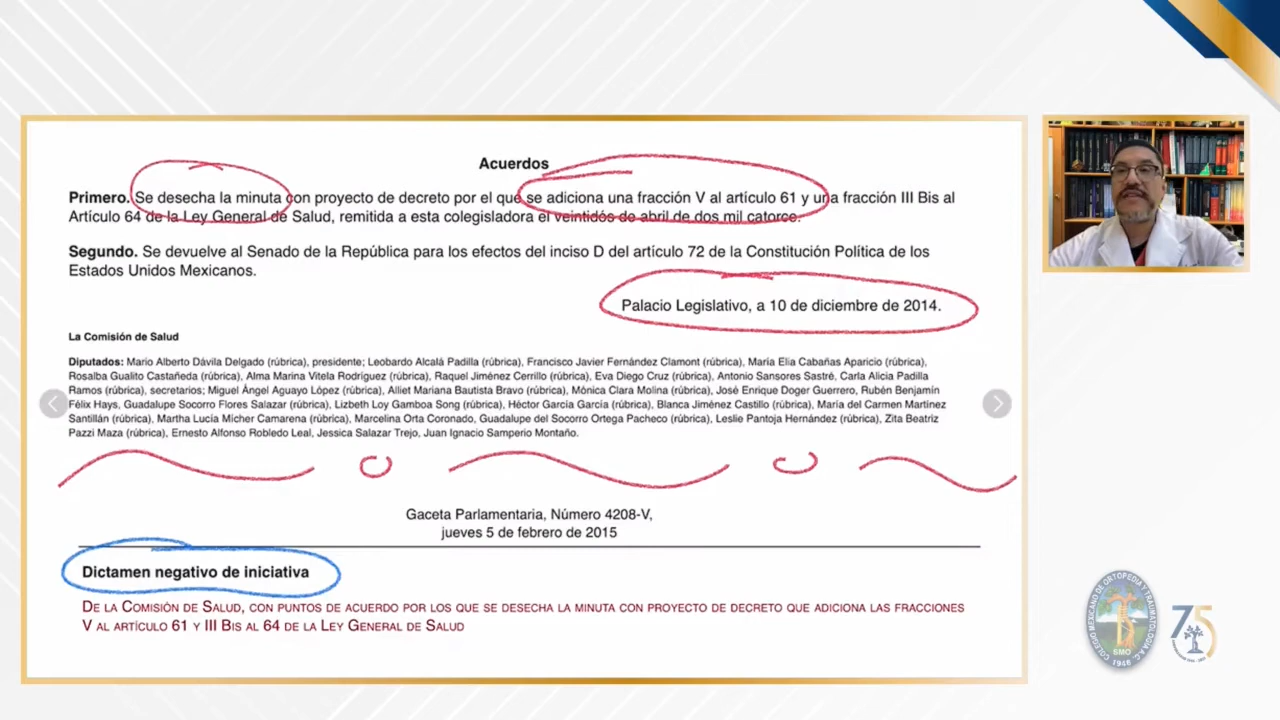 Acuerdos
Primero. Se desecha la minuta con proyecto de decreto por el que se adiciona una fracción V al artículo 61 y una fracción III Bis al
Artículo 64 de la Ley General de Salud, remitida a esta colegisladora el veintidós de abril de dos mil catorce.
Segundo. Se devuelve al Senado de la República para los efectos del inciso D del artículo 72 de la Constitución Política de los
Estados Unidos Mexicanos.
Palacio Legislativo, a 10 de diciembre de 2014.
La Comisión de Salud
Diputados: Mario Alberto Dávila Delgado (rúbrica), presidente; Leobardo Alcalá Padilla (rúbrica), Francisco Javier Fernández Clamont (rúbrica), María Elia Cabañas Aparicio (rúbrica),
Rosalba Gualito Castañeda (rúbrica), Alma Marina Vitela Rodríguez (rúbrica), Raquel Jiménez Cerrillo (rúbrica), Eva Diego Cruz (rúbrica), Antonio Sansores Sastré, Carla Alicia Padilla
Ramos (rúbrica), secretarios; Miguel Ángel Aguayo López (rúbrica), Alliet Mariana Bautista Bravo (rúbrica), Mónica Clara Molina (rúbrica), José Enrique Doger Guerrero, Rubén Benjamín
Félix Hays, Guadalupe Socorro Flores Salazar (rúbrica), Lizbeth Loy Gamboa Song (rúbrica), Héctor García García (rúbrica), Blanca Jiménez Castillo (rúbrica), María del Carmen Martínez
Santillán (rúbrica), Martha Lucía Mícher Camarena (rúbrica), Marcelina Orta Coronado, Guadalupe del Socorro Ortega Pacheco (rúbrica), Leslie Pantoja Hernández (rúbrica), Zita Beatriz
Pazzi Maza (rúbrica), Ernesto Alfonso Robledo Leal, Jessica Salazar Trejo, Juan Ignacio Samperio Montaño.
Gaceta Parlamentaria, Número 4208-V,
jueves 5 de febrero de 2015
Dictamen negativo de iniciativa
De la Comisión de Salud, con puntos de acuerdo por los que se desecha la minuta con proyecto de decreto que adiciona las fracciones
V al artículo 61 y III Bis al 64 de la Ley General de Salud
COLEGIO MEXICANO DE ORTOPEDIA Y TRAUMATOLOGIA A.C.
SMO
1946
75